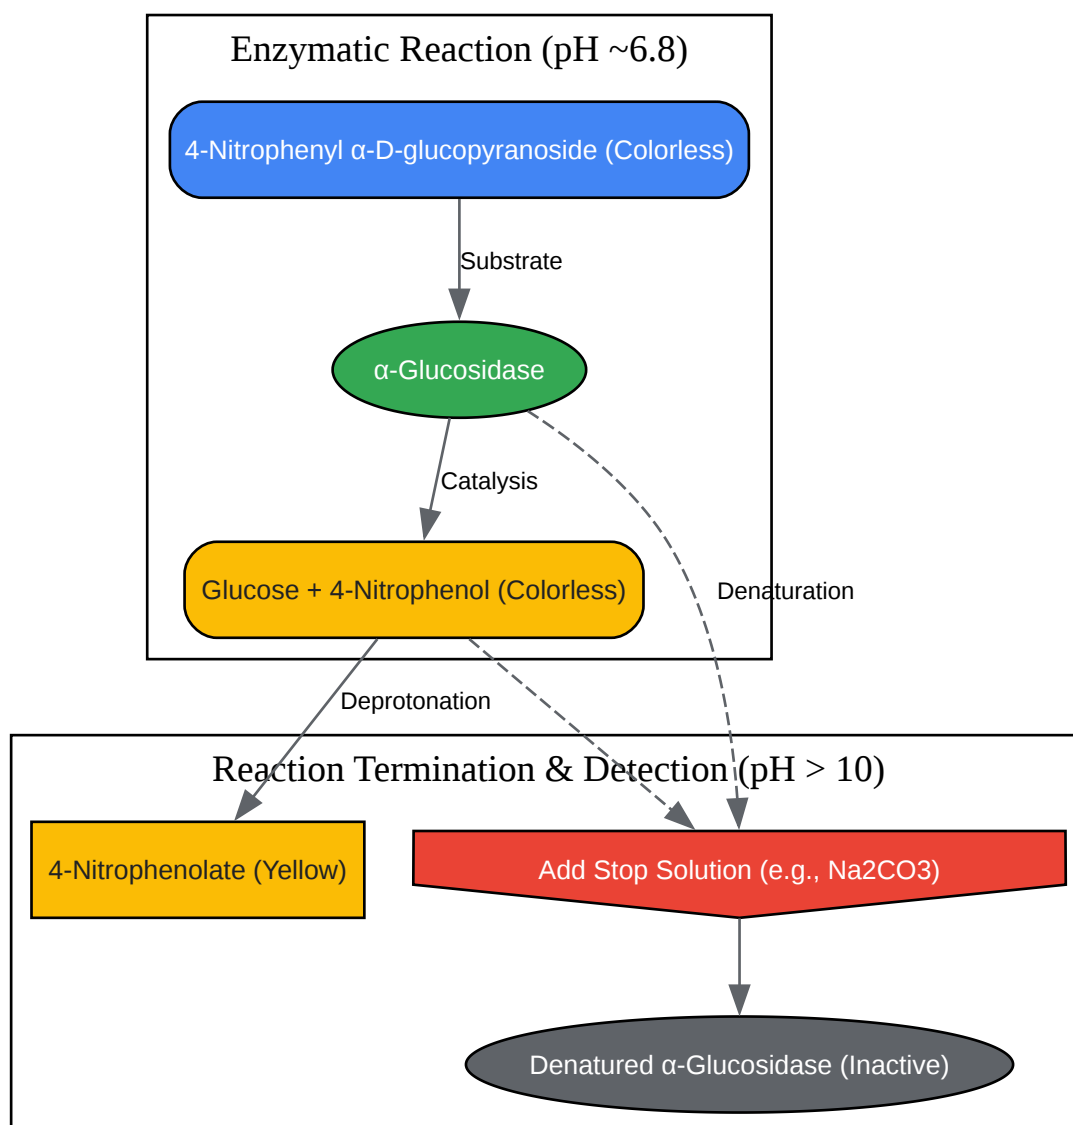 Enzymatic Reaction (pH ~6.8)
4-Nitrophenyl α-D-glucopyranoside (Colorless)
Substrate
α-Glucosidase
Catalysis
Glucose + 4-Nitrophenol (Colorless)
Denaturation
Deprotonation
Reaction Termination & Detection (pH > 10)
4-Nitrophenolate (Yellow)
Add Stop Solution (e.g., Na2CO3)
Denatured α-Glucosidase (Inactive)